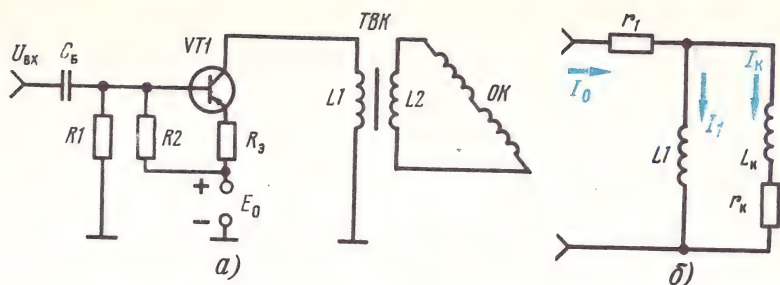 U_вх
C_Б
VT1
ТВК
R1
R2
R_э
+
E_0
−
L1
L2
ОК
а)
r_1
I_0
I_1
I_к
L1
L_к
r_к
б)